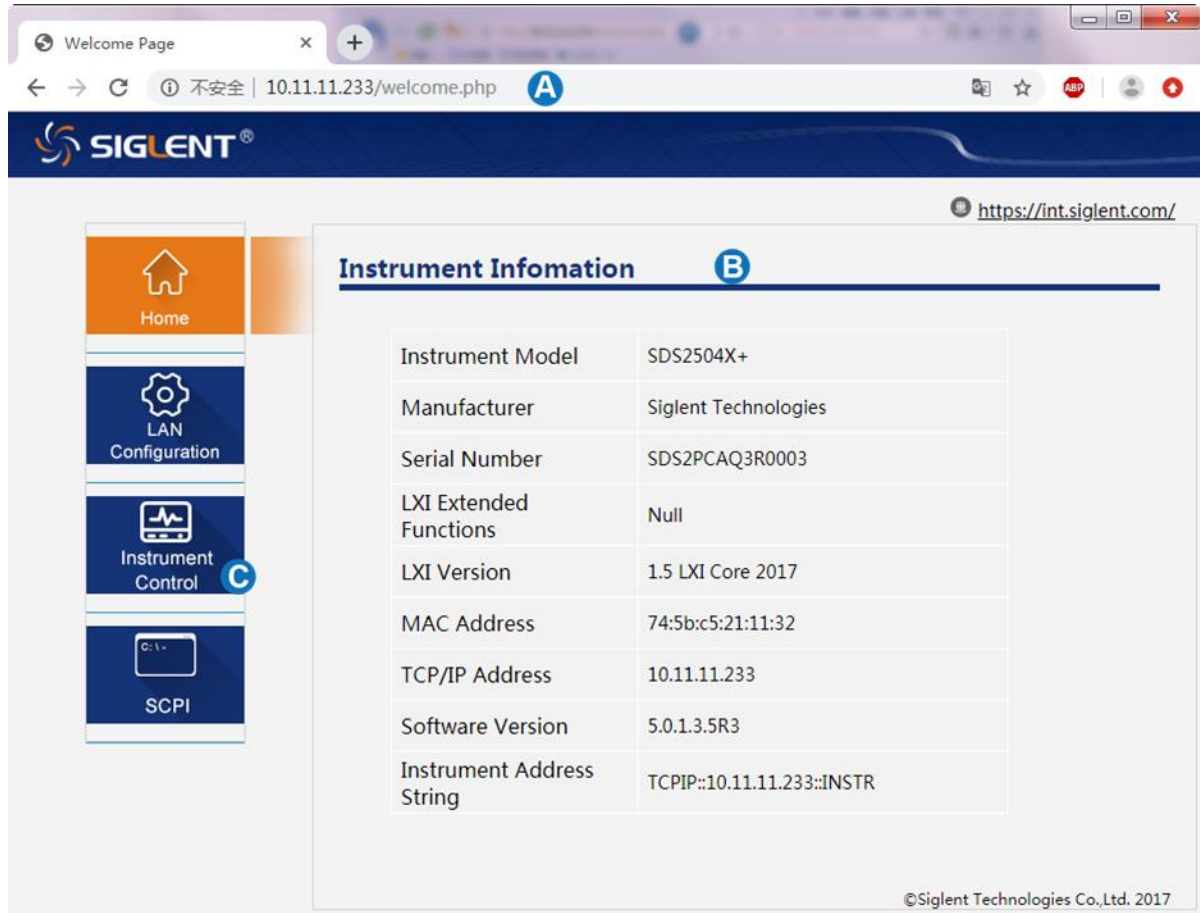 Welcome Page
不安全 | 10.11.11.233/welcome.php A
ABP
SIGLENT®
https://int.siglent.com/
Home
LAN
Configuration
Instrument
Control C
C:\-
SCPI
Instrument Infomation B
Instrument Model SDS2504X+
Manufacturer Siglent Technologies
Serial Number SDS2PCAQ3R0003
LXI Extended
Functions Null
LXI Version 1.5 LXI Core 2017
MAC Address 74:5b:c5:21:11:32
TCP/IP Address 10.11.11.233
Software Version 5.0.1.3.5R3
Instrument Address
String TCPIP::10.11.11.233::INSTR
©Siglent Technologies Co.,Ltd. 2017